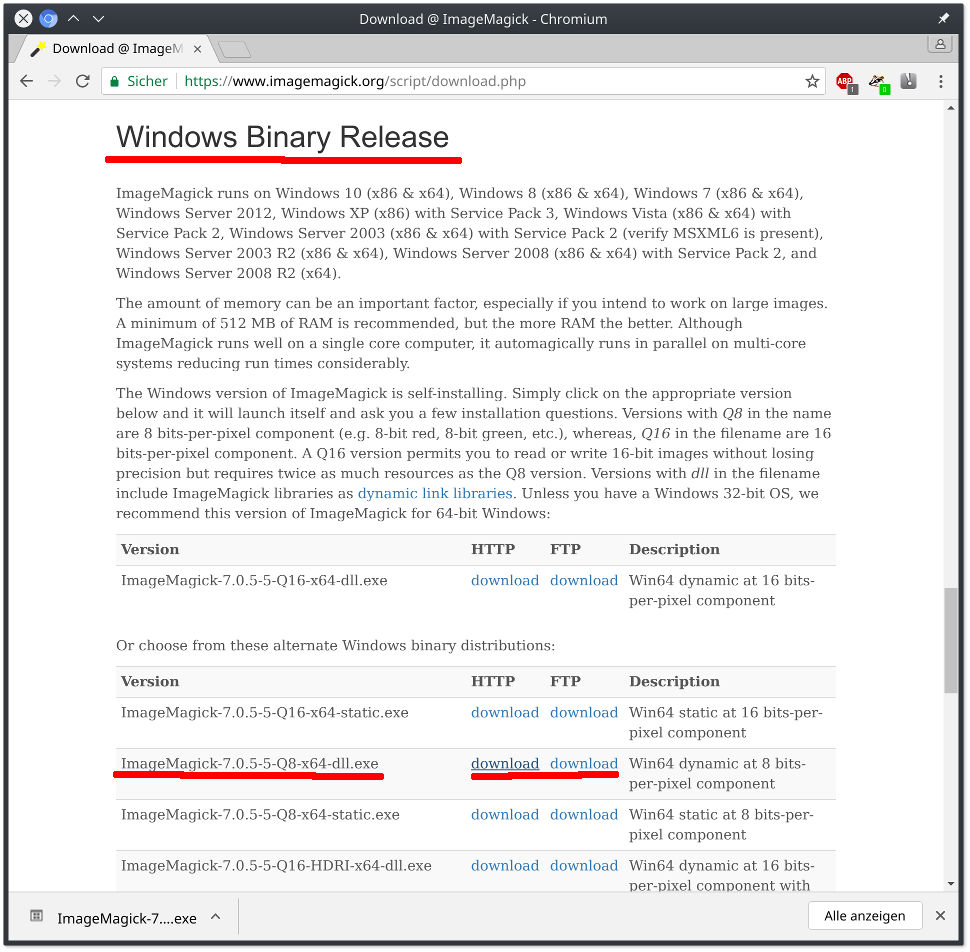 Download @ ImageMagick - Chromium
Download @ ImageM
Sicher https://www.imagemagick.org/script/download.php
ABP 1 0
Windows Binary Release
ImageMagick runs on Windows 10 (x86 & x64), Windows 8 (x86 & x64), Windows 7 (x86 & x64),
Windows Server 2012, Windows XP (x86) with Service Pack 3, Windows Vista (x86 & x64) with
Service Pack 2, Windows Server 2003 (x86 & x64) with Service Pack 2 (verify MSXML6 is present),
Windows Server 2003 R2 (x86 & x64), Windows Server 2008 (x86 & x64) with Service Pack 2, and
Windows Server 2008 R2 (x64).
The amount of memory can be an important factor, especially if you intend to work on large images.
A minimum of 512 MB of RAM is recommended, but the more RAM the better. Although
ImageMagick runs well on a single core computer, it automagically runs in parallel on multi-core
systems reducing run times considerably.
The Windows version of ImageMagick is self-installing. Simply click on the appropriate version
below and it will launch itself and ask you a few installation questions. Versions with Q8 in the name
are 8 bits-per-pixel component (e.g. 8-bit red, 8-bit green, etc.), whereas, Q16 in the filename are 16
bits-per-pixel component. A Q16 version permits you to read or write 16-bit images without losing
precision but requires twice as much resources as the Q8 version. Versions with dll in the filename
include ImageMagick libraries as dynamic link libraries. Unless you have a Windows 32-bit OS, we
recommend this version of ImageMagick for 64-bit Windows:
Version HTTP FTP Description
ImageMagick-7.0.5-5-Q16-x64-dll.exe download download Win64 dynamic at 16 bits-
per-pixel component
Or choose from these alternate Windows binary distributions:
Version HTTP FTP Description
ImageMagick-7.0.5-5-Q16-x64-static.exe download download Win64 static at 16 bits-per-
pixel component
ImageMagick-7.0.5-5-Q8-x64-dll.exe download download Win64 dynamic at 8 bits-
per-pixel component
ImageMagick-7.0.5-5-Q8-x64-static.exe download download Win64 static at 8 bits-per-
pixel component
ImageMagick-7.0.5-5-Q16-HDRI-x64-dll.exe download download Win64 dynamic at 16 bits-
per-pixel component with
ImageMagick-7....exe Alle anzeigen